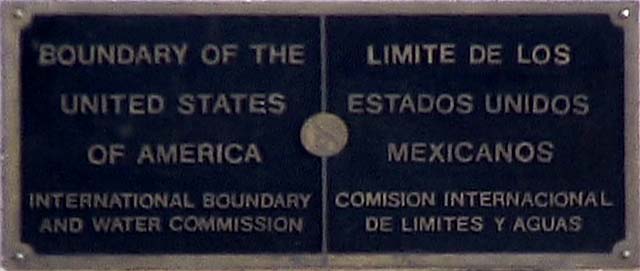 BOUNDARY OF THE
UNITED STATES
OF AMERICA
INTERNATIONAL BOUNDARY
AND WATER COMMISSION
LIMITE DE LOS
ESTADOS UNIDOS
MEXICANOS
COMISION INTERNACIONAL
DE LIMITES Y AGUAS